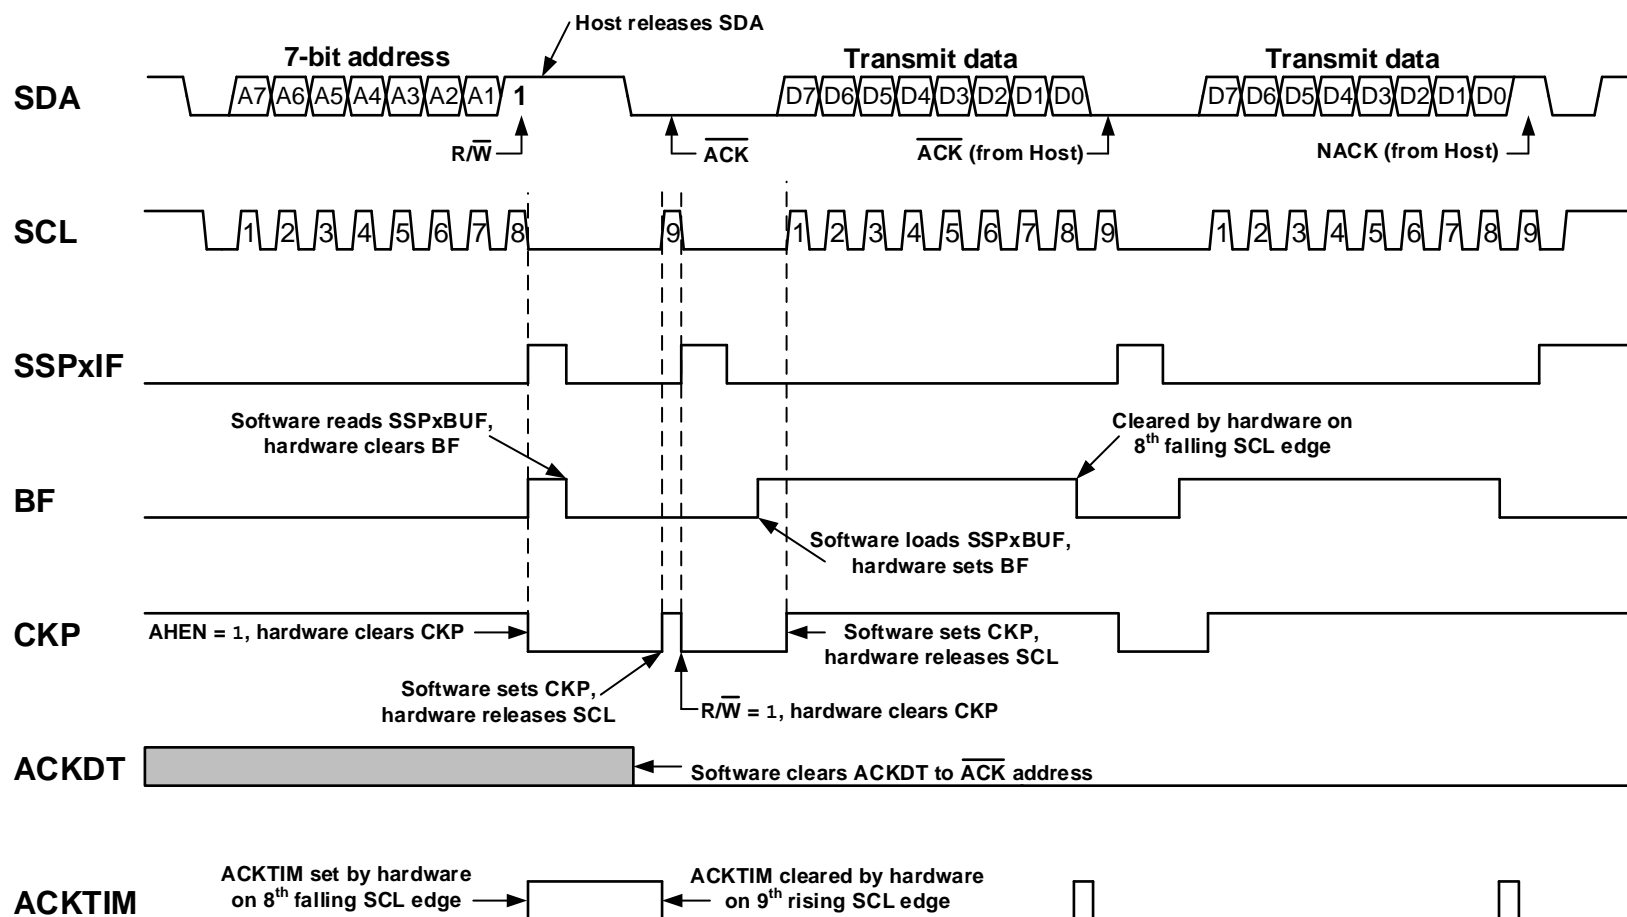 Host releases SDA
7-bit address
Transmit data
Transmit data
SDA
A7 A6 A5 A4 A3 A2 A1 1
D7 D6 D5 D4 D3 D2 D1 D0
D7 D6 D5 D4 D3 D2 D1 D0
R/W̅
A̅C̅K̅
A̅C̅K̅ (from Host)
NACK (from Host)
SCL
1 2 3 4 5 6 7 8 9
1 2 3 4 5 6 7 8 9
1 2 3 4 5 6 7 8 9
SSPxIF
Software reads SSPxBUF,
hardware clears BF
Cleared by hardware on
8th falling SCL edge
BF
Software loads SSPxBUF,
hardware sets BF
CKP
AHEN = 1, hardware clears CKP
Software sets CKP,
hardware releases SCL
Software sets CKP,
hardware releases SCL
R/W̅ = 1, hardware clears CKP
ACKDT
Software clears ACKDT to A̅C̅K̅ address
ACKTIM set by hardware
on 8th falling SCL edge
ACKTIM cleared by hardware
on 9th rising SCL edge
ACKTIM